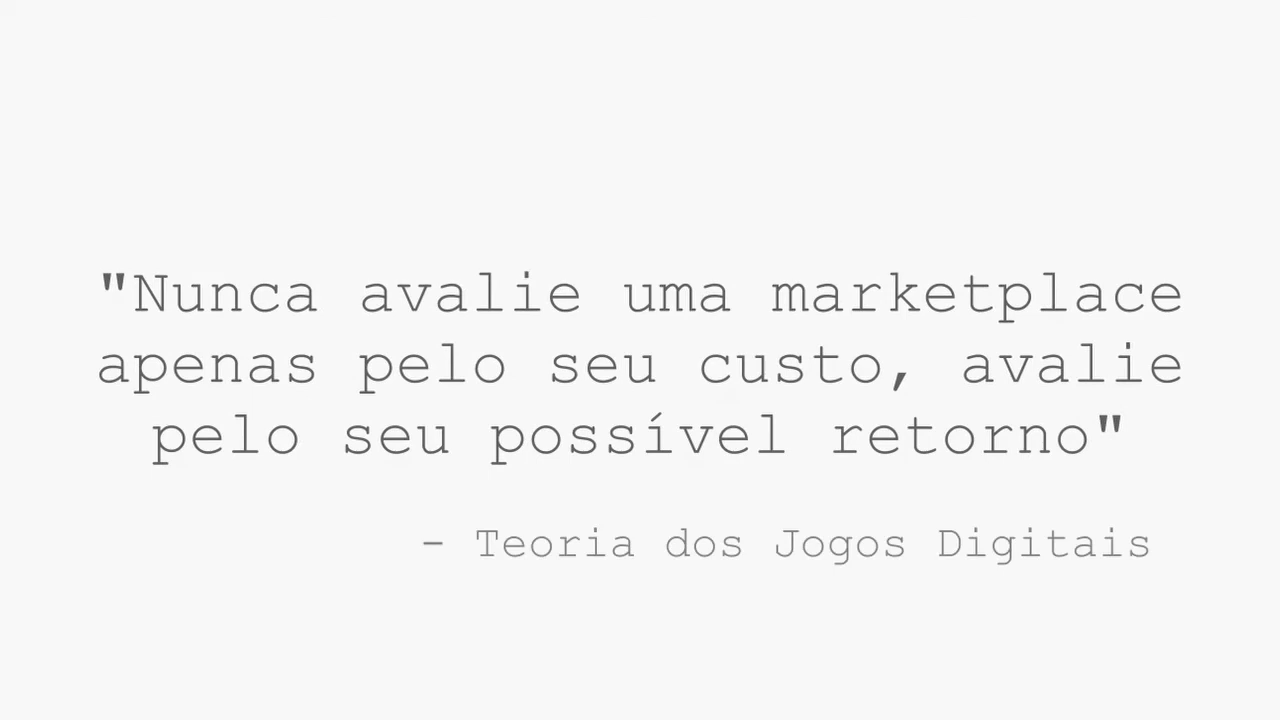 "Nunca avalie uma marketplace
apenas pelo seu custo, avalie
pelo seu possível retorno"
- Teoria dos Jogos Digitais